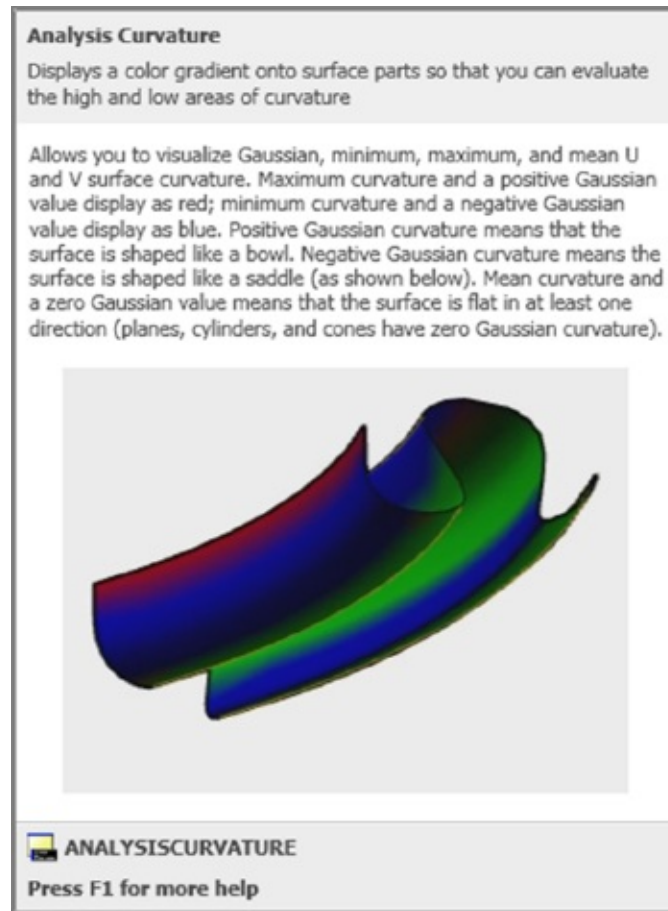 Analysis Curvature
Displays a color gradient onto surface parts so that you can evaluate
the high and low areas of curvature
Allows you to visualize Gaussian, minimum, maximum, and mean U
and V surface curvature. Maximum curvature and a positive Gaussian
value display as red; minimum curvature and a negative Gaussian
value display as blue. Positive Gaussian curvature means that the
surface is shaped like a bowl. Negative Gaussian curvature means the
surface is shaped like a saddle (as shown below). Mean curvature and
a zero Gaussian value means that the surface is flat in at least one
direction (planes, cylinders, and cones have zero Gaussian curvature).
ANALYSISCURVATURE
Press F1 for more help